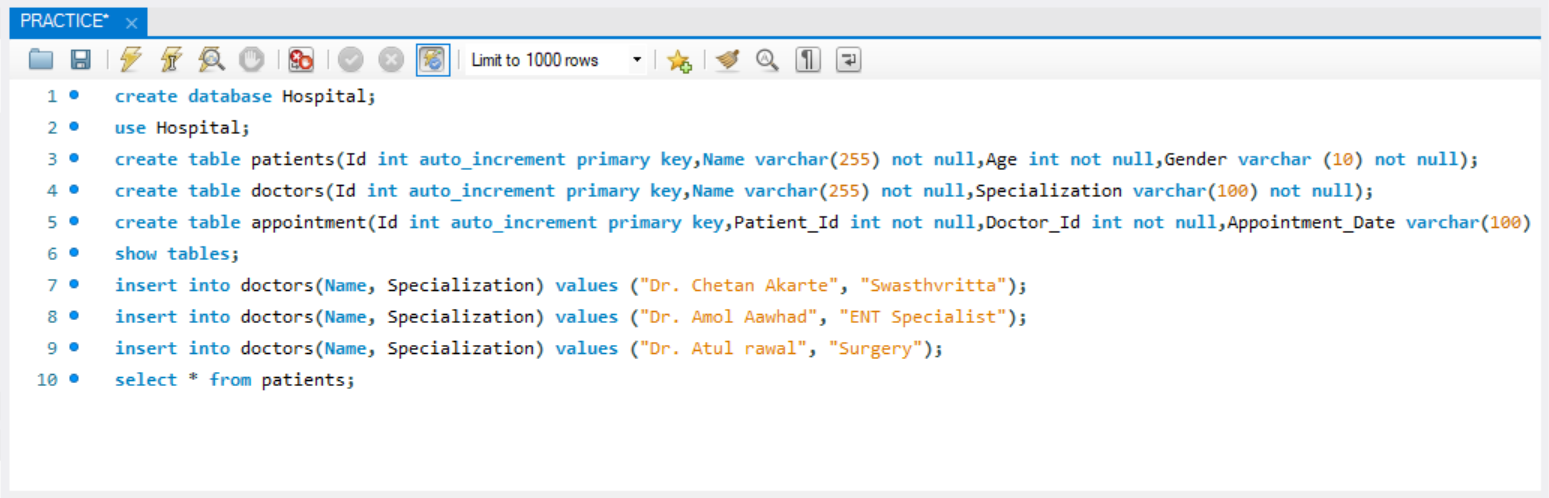 PRACTICE* ×
Limit to 1000 rows
1 create database Hospital;
2 use Hospital;
3 create table patients(Id int auto_increment primary key,Name varchar(255) not null,Age int not null,Gender varchar (10) not null);
4 create table doctors(Id int auto_increment primary key,Name varchar(255) not null,Specialization varchar(100) not null);
5 create table appointment(Id int auto_increment primary key,Patient_Id int not null,Doctor_Id int not null,Appointment_Date varchar(100)
6 show tables;
7 insert into doctors(Name, Specialization) values ("Dr. Chetan Akarte", "Swasthvritta");
8 insert into doctors(Name, Specialization) values ("Dr. Amol Aawhad", "ENT Specialist");
9 insert into doctors(Name, Specialization) values ("Dr. Atul rawal", "Surgery");
10 select * from patients;